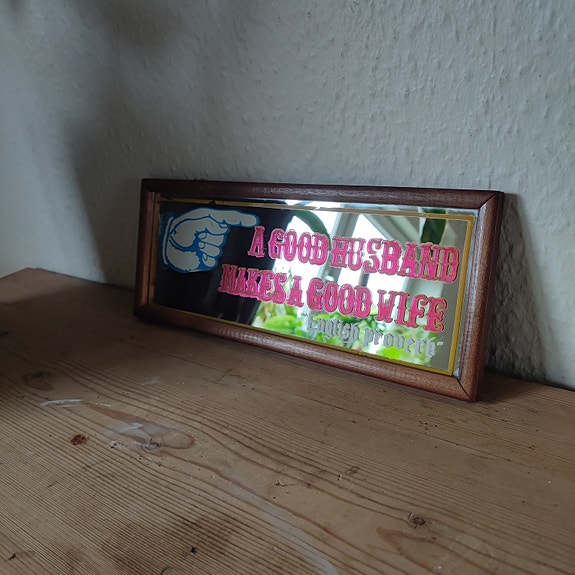 A GOOD HUSBAND
MAKES A GOOD WIFE
"English proverb"